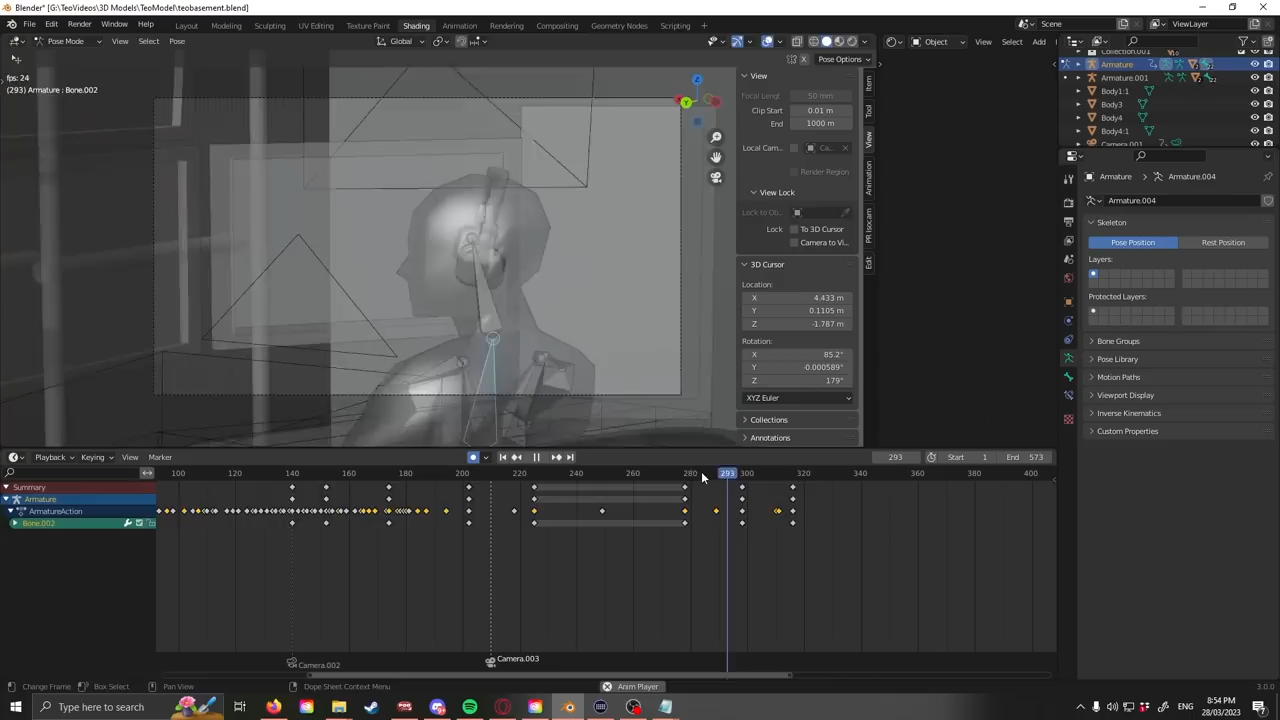 Blender* [G:\TeoVideos\3D Models\TeoModel\teobasement.blend]
File Edit Render Window Help Layout Modeling Sculpting UV Editing Texture Paint Shading Animation Rendering Compositing Geometry Nodes Scripting + Scene ViewLayer
Pose Mode View Select Pose Global Object View Select Add
X Pose Options
fps: 24
(293) Armature : Bone.002
Z
Y
View
Focal Lengt 50 mm
Clip Start 0.01 m
End 1000 m
Local Cam... Ca...
Render Region
View Lock
Lock to Ob...
Lock To 3D Cursor
Camera to Vi...
3D Cursor
Location:
X 4.433 m
Y 0.1105 m
Z -1.787 m
Rotation:
X 85.2°
Y -0.000589°
Z 179°
XYZ Euler
Collections
Annotations
Item
Tool
View
Animation
PR Isocam
Edit
Collection.001
Armature
Armature.001
Body1:1
Body3
Body4
Body4:1
Camera.001
Armature Armature.004
Armature.004
Skeleton
Pose Position Rest Position
Layers:
Protected Layers:
Bone Groups
Pose Library
Motion Paths
Viewport Display
Inverse Kinematics
Custom Properties
Playback Keying View Marker 293 Start 1 End 573
100 120 140 160 180 200 220 240 260 280 293 300 320 340 360 380 400
Summary
Armature
ArmatureAction
Bone.002
Camera.002 Camera.003
Change Frame Box Select Pan View Dope Sheet Context Menu Anim Player 3.0.0
Type here to search
8:54 PM
28/03/2023